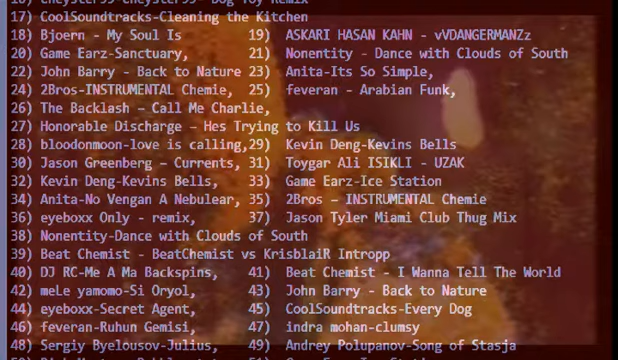 16) Cheyster99-Cheyster99- Dog Toy Remix
17) CoolSoundtracks-Cleaning the Kitchen
18) Bjoern - My Soul Is 19) ASKARI HASAN KAHN - vVDANGERMANZz
20) Game Earz-Sanctuary, 21) Nonentity - Dance with Clouds of South
22) John Barry - Back to Nature 23) Anita-Its So Simple,
24) 2Bros-INSTRUMENTAL Chemie, 25) feveran - Arabian Funk,
26) The Backlash – Call Me Charlie,
27) Honorable Discharge – Hes Trying to Kill Us
28) bloodonmoon-love is calling,29) Kevin Deng-Kevins Bells
30) Jason Greenberg – Currents, 31) Toygar Ali ISIKLI - UZAK
32) Kevin Deng-Kevins Bells, 33) Game Earz-Ice Station
34) Anita-No Vengan A Nebulear, 35) 2Bros – INSTRUMENTAL Chemie
36) eyeboxx Only - remix, 37) Jason Tyler Miami Club Thug Mix
38) Nonentity-Dance with Clouds of South
39) Beat Chemist - BeatChemist vs KrisblaiR Intropp
40) DJ RC-Me A Ma Backspins, 41) Beat Chemist - I Wanna Tell The World
42) meLe yamomo-Si Oryol, 43) John Barry - Back to Nature
44) eyeboxx-Secret Agent, 45) CoolSoundtracks-Every Dog
46) feveran-Ruhun Gemisi, 47) indra mohan-clumsy
48) Sergiy Byelousov-Julius, 49) Andrey Polupanov-Song of Stasja